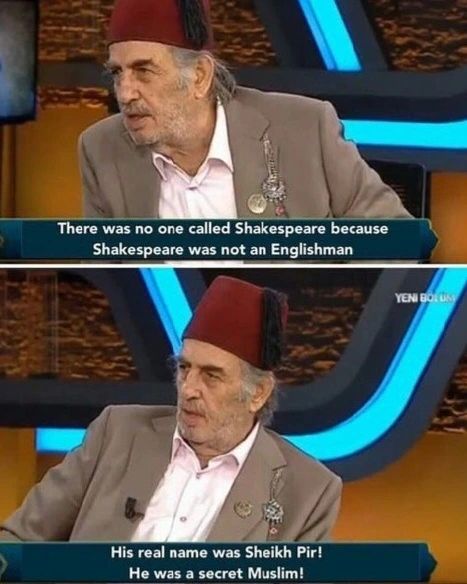 There was no one called Shakespeare because
Shakespeare was not an Englishman
YENİ BÖLÜM
His real name was Sheikh Pir!
He was a secret Muslim!